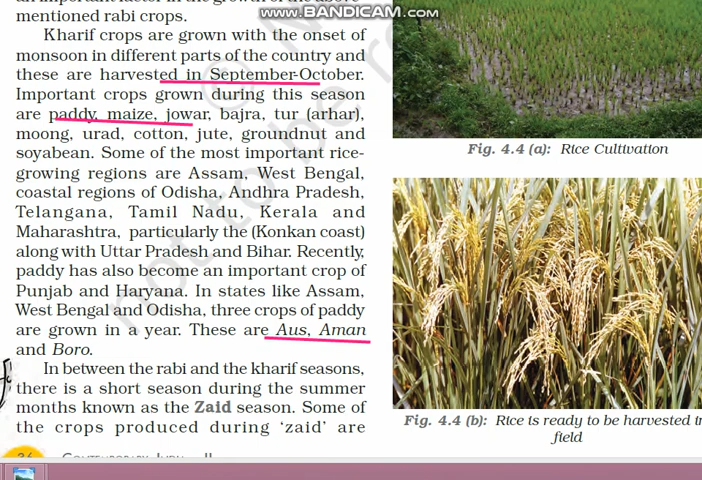 www.BANDICAM.com
mentioned rabi crops.
Kharif crops are grown with the onset of
monsoon in different parts of the country and
these are harvested in September-October.
Important crops grown during this season
are paddy, maize, jowar, bajra, tur (arhar),
moong, urad, cotton, jute, groundnut and
soyabean. Some of the most important rice-
growing regions are Assam, West Bengal,
coastal regions of Odisha, Andhra Pradesh,
Telangana, Tamil Nadu, Kerala and
Maharashtra, particularly the (Konkan coast)
along with Uttar Pradesh and Bihar. Recently,
paddy has also become an important crop of
Punjab and Haryana. In states like Assam,
West Bengal and Odisha, three crops of paddy
are grown in a year. These are Aus, Aman
and Boro.
In between the rabi and the kharif seasons,
there is a short season during the summer
months known as the Zaid season. Some of
the crops produced during ‘zaid’ are
Fig. 4.4 (a): Rice Cultivation
Fig. 4.4 (b): Rice is ready to be harvested
field
not to be